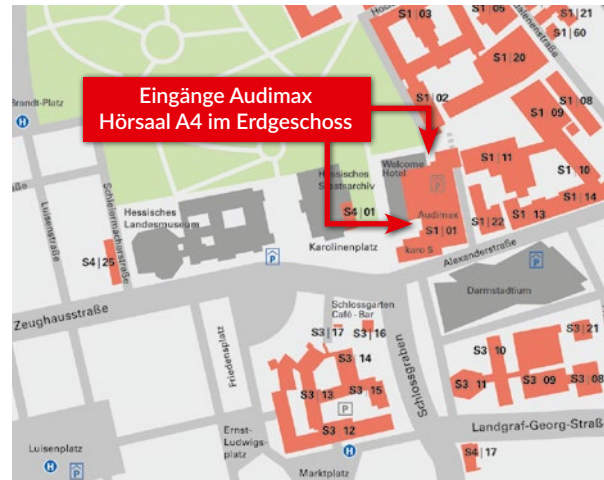 S1|03
S1|05
S1|21
S1|60
S1|20
Brandt-Platz
H
Eingänge Audimax
Hörsaal A4 im Erdgeschoss
S1|02
S1|08
S1|09
Welcome
Hotel
S1|11
S1|10
Hessisches
Staatsarchiv
P
Luisenstraße
Schleiermacherstraße
Hessisches
Landesmuseum
S4|01
Audimax
S1|01
S1|22
S1|13
S1|14
Karolinenplatz
karo 5
Alexanderstraße
S4|25
P
P
Darmstadtium
Zeughausstraße
Schlossgarten
Café-Bar
S3|17
S3|16
S3|21
Friedensplatz
S3|14
Schlossgraben
S3|10
S3|13
S3|15
S3|11
S3|09
S3|08
P
Ernst-
Ludwigs-
platz
S3|12
Landgraf-Georg-Straß
Luisenplatz
H
P
H
Marktplatz
S4|17